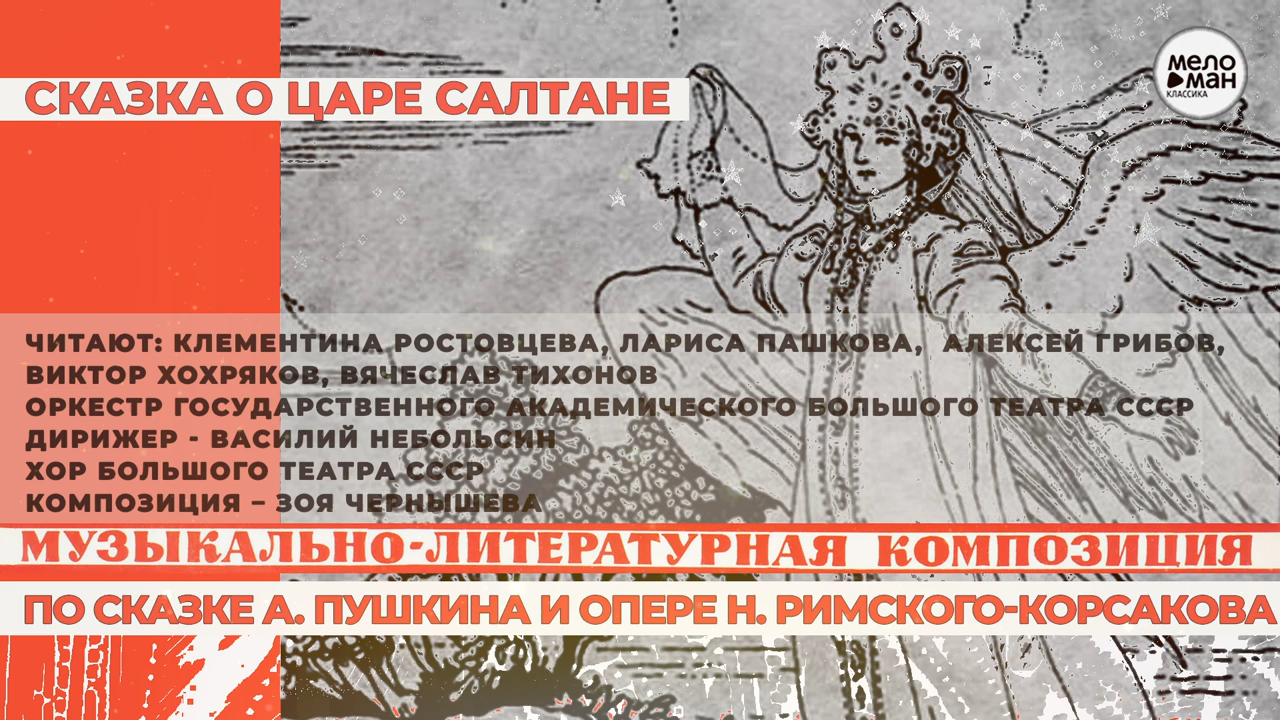 СКАЗКА О ЦАРЕ САЛТАНЕ
мело
ман
КЛАССИКА
ЧИТАЮТ: КЛЕМЕНТИНА РОСТОВЦЕВА, ЛАРИСА ПАШКОВА, АЛЕКСЕЙ ГРИБОВ,
ВИКТОР ХОХРЯКОВ, ВЯЧЕСЛАВ ТИХОНОВ
ОРКЕСТР ГОСУДАРСТВЕННОГО АКАДЕМИЧЕСКОГО БОЛЬШОГО ТЕАТРА СССР
ДИРИЖЕР - ВАСИЛИЙ НЕБОЛЬСИН
ХОР БОЛЬШОГО ТЕАТРА СССР
КОМПОЗИЦИЯ – ЗОЯ ЧЕРНЫШЕВА
МУЗЫКАЛЬНО-ЛИТЕРАТУРНАЯ КОМПОЗИЦИЯ
ПО СКАЗКЕ А. ПУШКИНА И ОПЕРЕ Н. РИМСКОГО-КОРСАКОВА